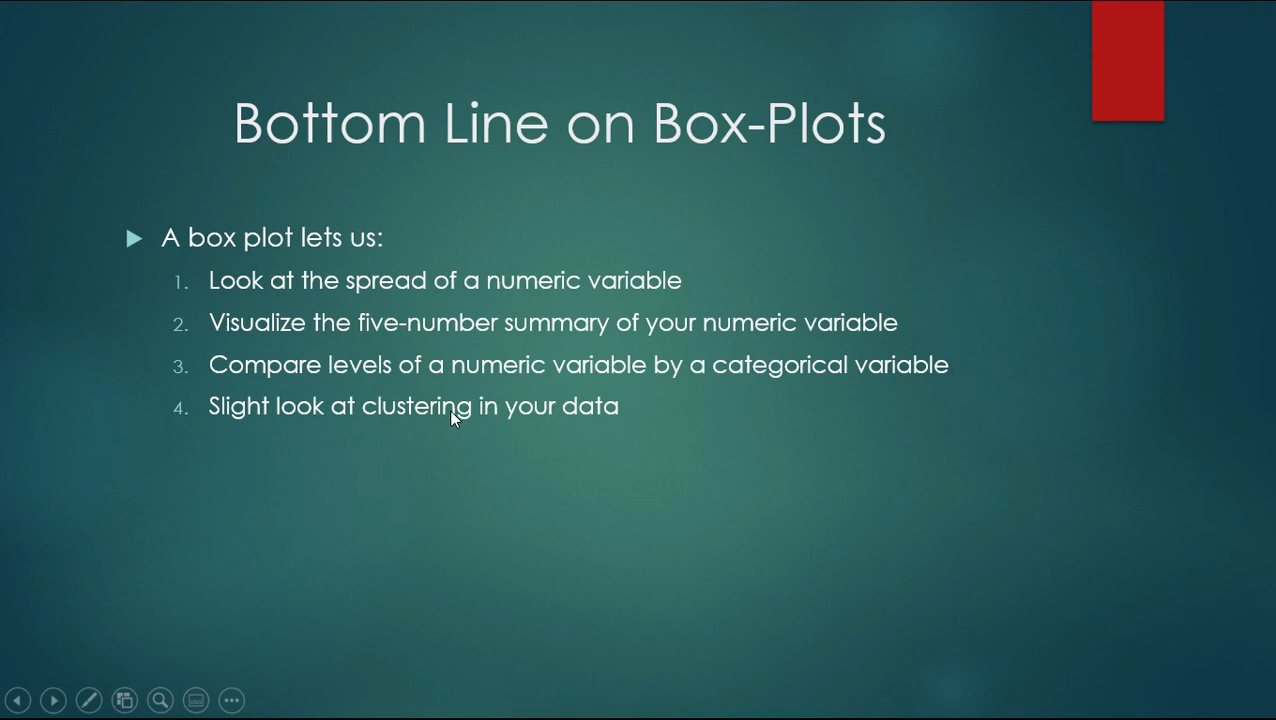 Bottom Line on Box-Plots
A box plot lets us:
1. Look at the spread of a numeric variable
2. Visualize the five-number summary of your numeric variable
3. Compare levels of a numeric variable by a categorical variable
4. Slight look at clustering in your data